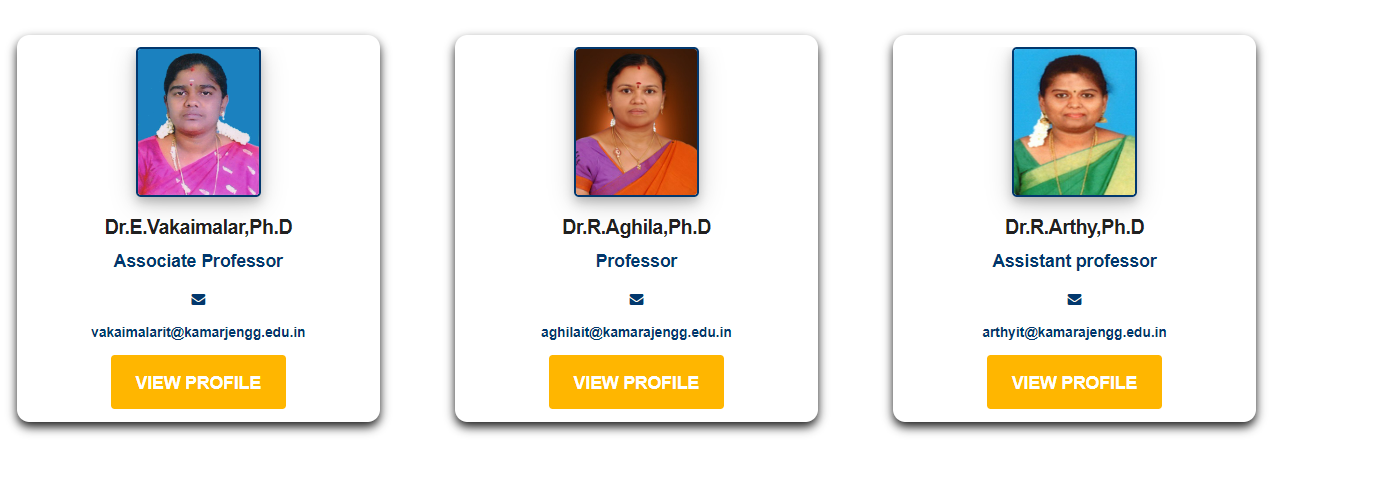 Dr.E.Vakaimalar,Ph.D
Associate Professor
vakaimalarit@kamarjengg.edu.in
VIEW PROFILE
Dr.R.Aghila,Ph.D
Professor
aghilait@kamarajengg.edu.in
VIEW PROFILE
Dr.R.Arthy,Ph.D
Assistant professor
arthyit@kamarajengg.edu.in
VIEW PROFILE